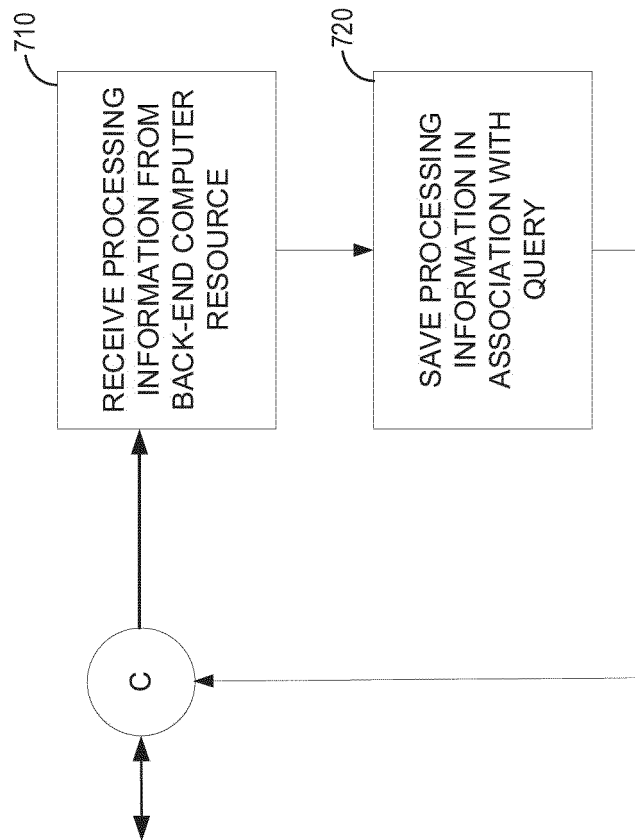 710
RECEIVE PROCESSING
INFORMATION FROM
BACK-END COMPUTER
RESOURCE
720
SAVE PROCESSING
INFORMATION IN
ASSOCIATION WITH
QUERY
C